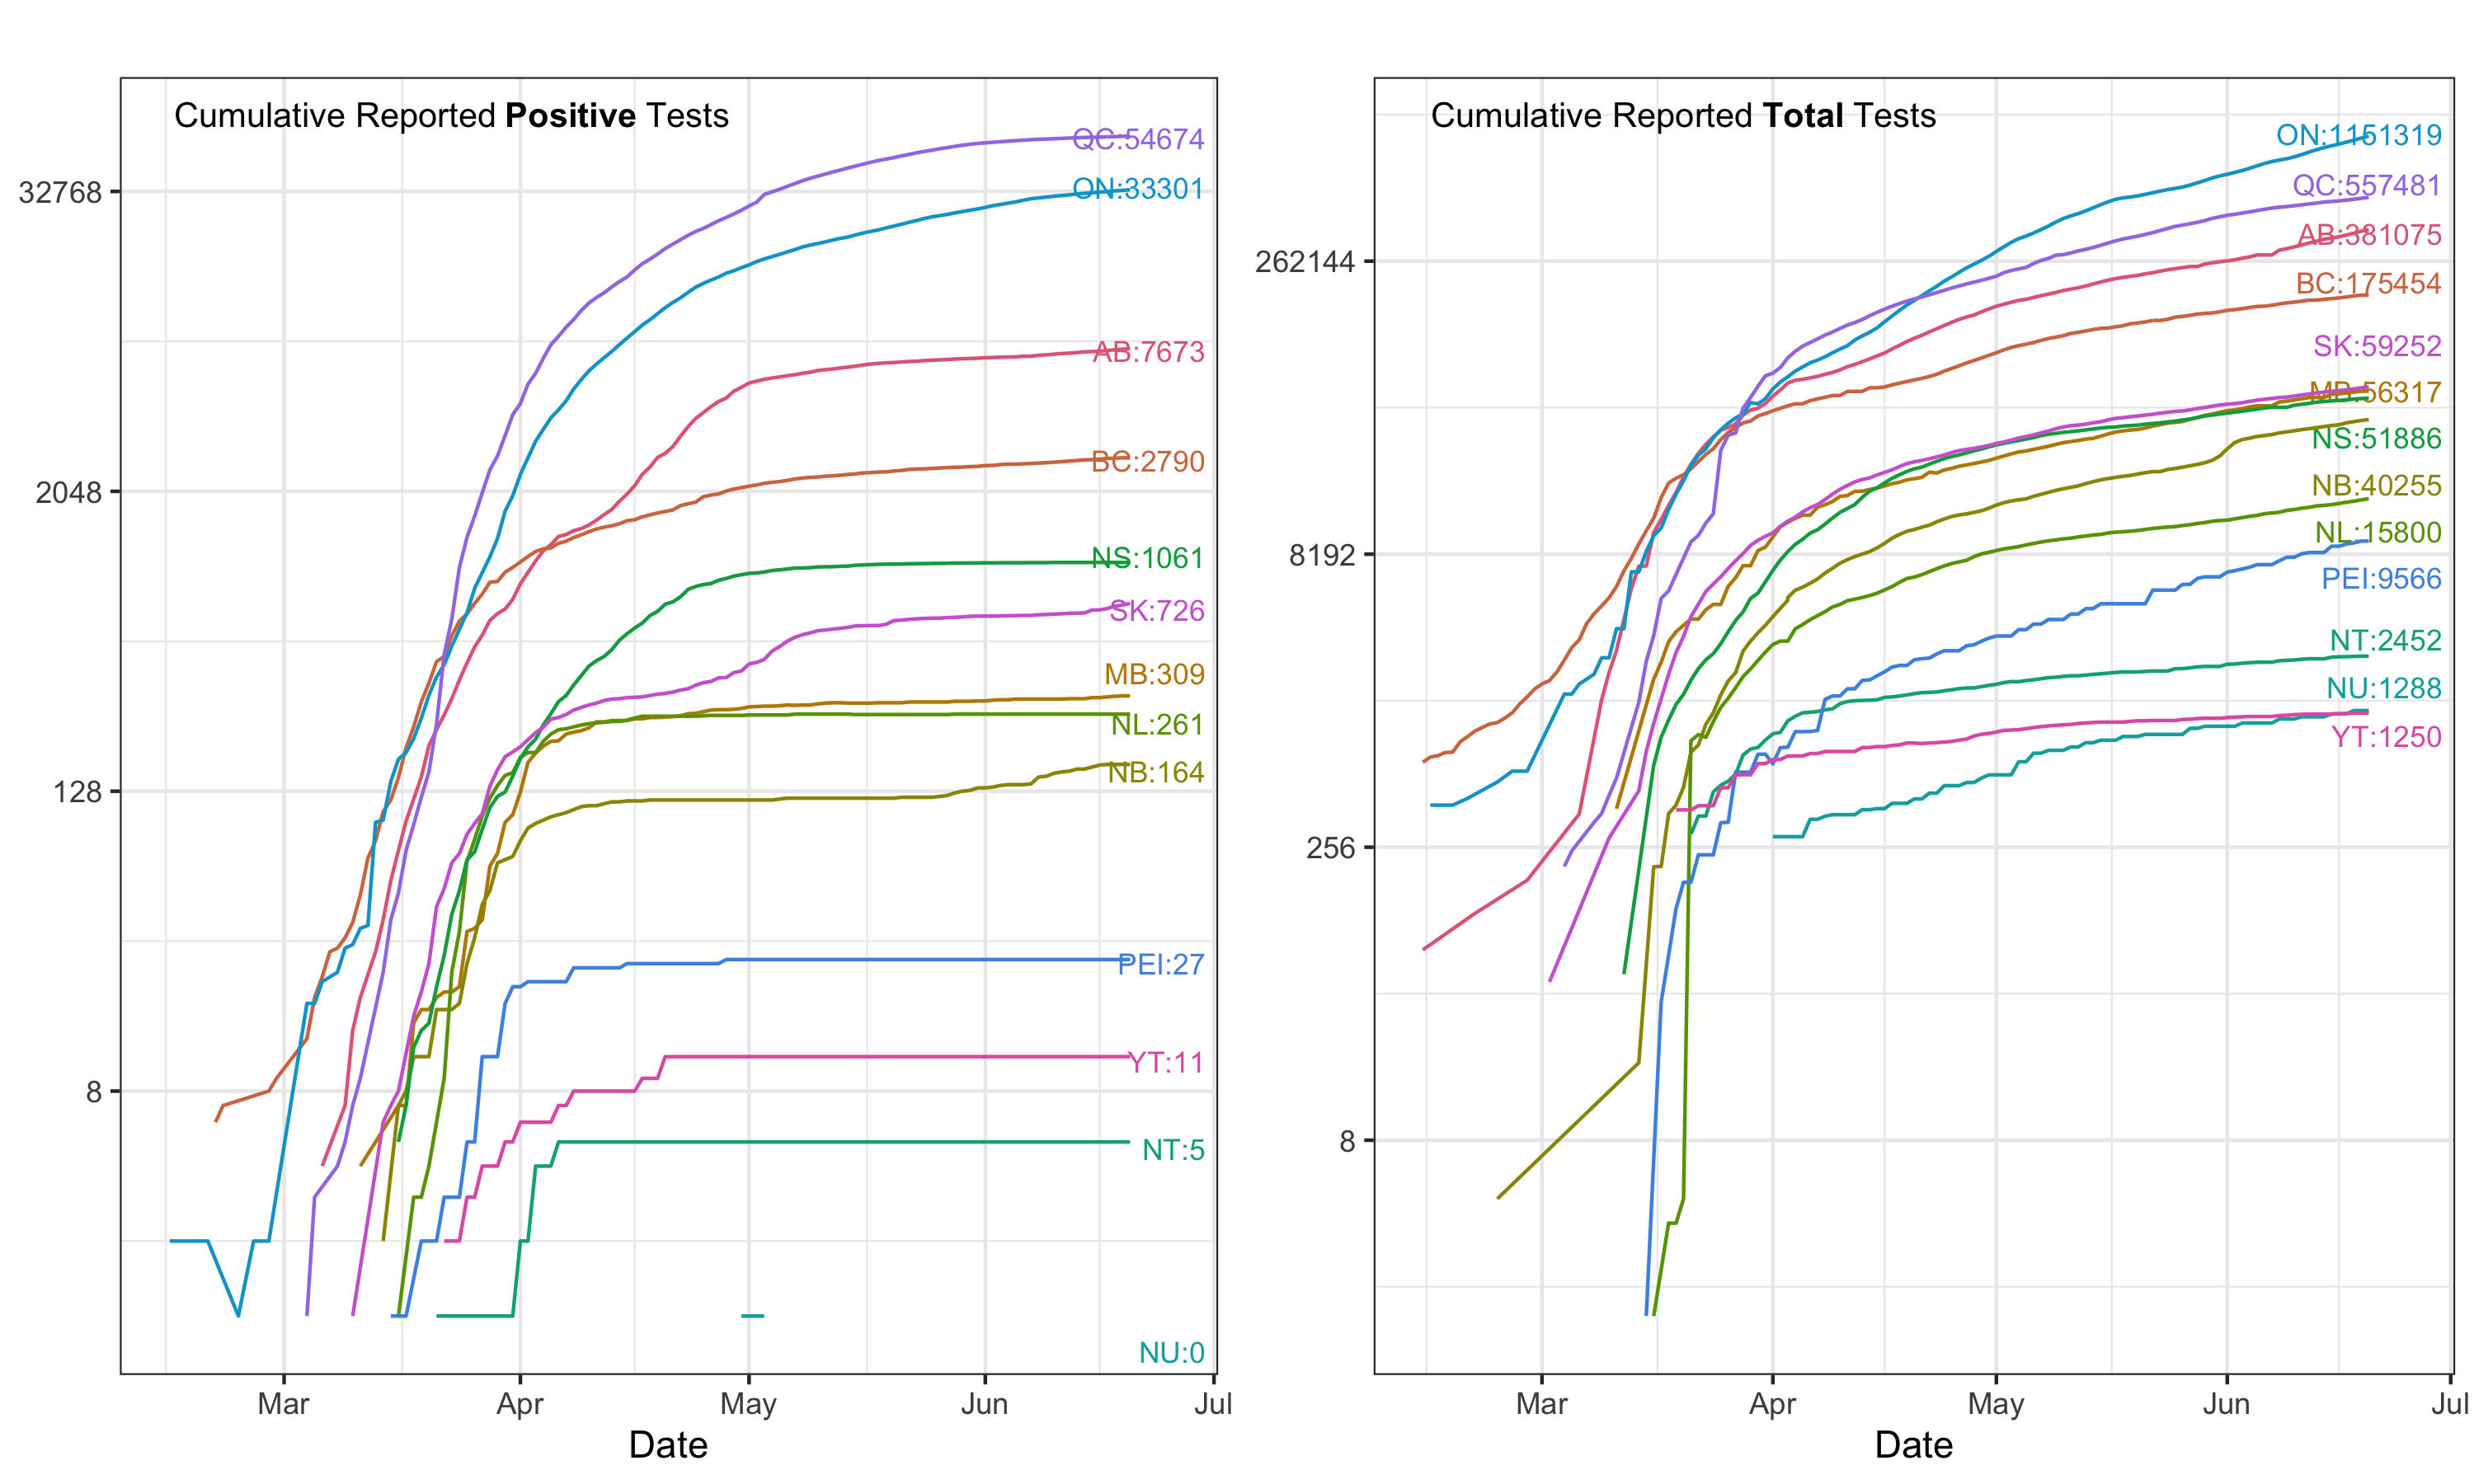 Cumulative Reported Positive Tests
32768
2048
128
8
QC:54674
ON:33301
AB:7673
BC:2790
NS:1061
SK:726
MB:309
NL:261
NB:164
PEI:27
YT:11
NT:5
NU:0
Mar Apr May Jun Jul
Date
Cumulative Reported Total Tests
262144
8192
256
8
ON:1151319
QC:557481
AB:381075
BC:175454
SK:59252
MB:56317
NS:51886
NB:40255
NL:15800
PEI:9566
NT:2452
NU:1288
YT:1250
Mar Apr May Jun Jul
Date